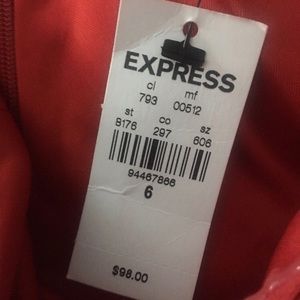 EXPRESS
cl mf
793 00512
st co sz
8176 297 606
94467866
6
$98.00